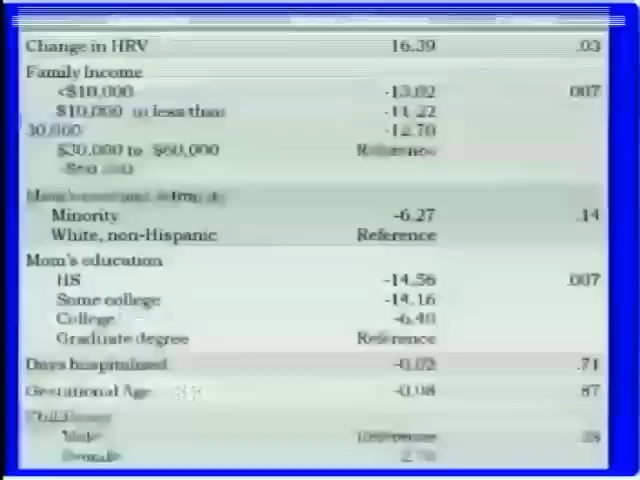 Change in HRV 16.39 .03
Family Income
<$10,000 -13.02 .007
$10,000 to less than -11.22
30,000 -12.70
$30,000 to $60,000 Reference
Minority -6.27 .14
White, non-Hispanic Reference
Mom's education
HS -14.56 .007
Some college -14.16
College -6.40
Graduate degree Reference
Days hospitalized -0.02 .71
Gestational Age .87
Male Reference